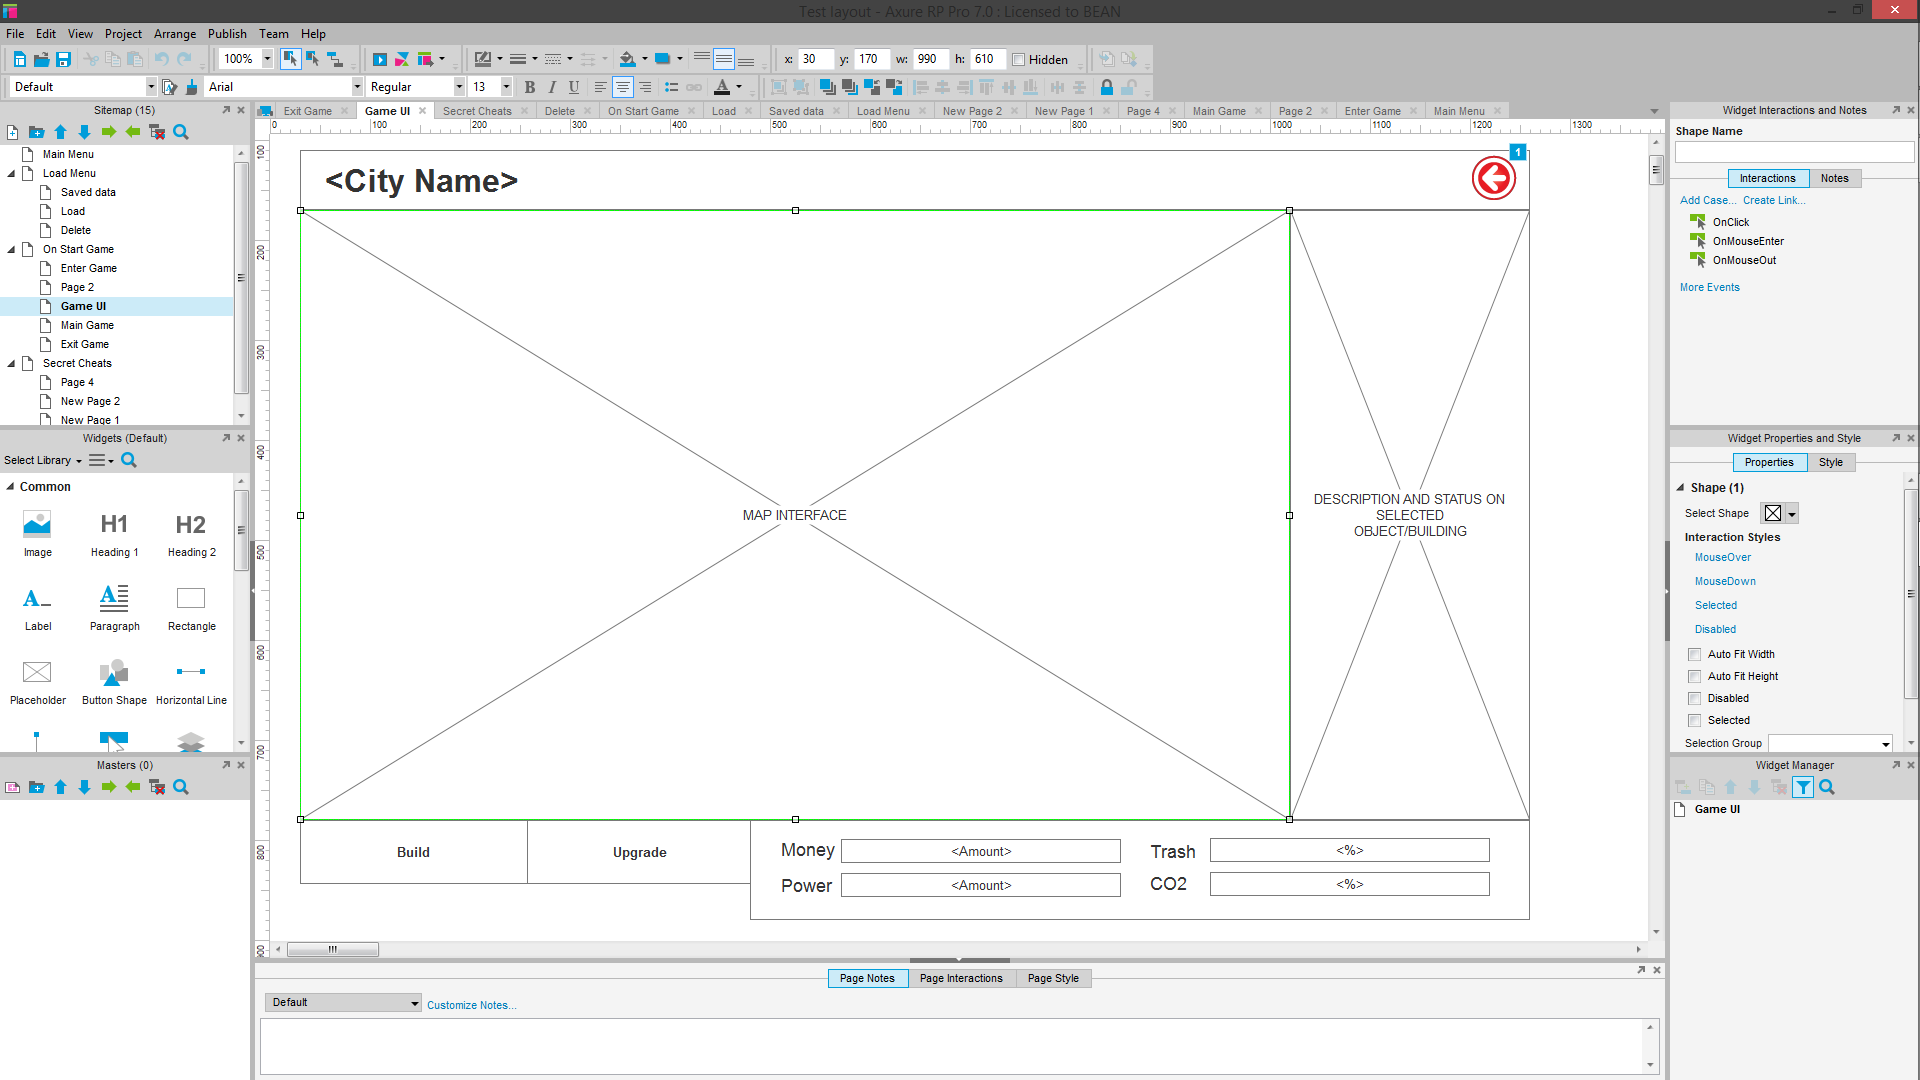 Test layout - Axure RP Pro 7.0 : Licensed to BEAN
File Edit View Project Arrange Publish Team Help
100% x: 30 y: 170 w: 990 h: 610 Hidden
Default Arial Regular 13 B I U A
Sitemap (15)
Main Menu
Load Menu
Saved data
Load
Delete
On Start Game
Enter Game
Page 2
Game UI
Main Game
Exit Game
Secret Cheats
Page 4
New Page 2
New Page 1
Widgets (Default)
Select Library
Common
H1 H2
Image Heading 1 Heading 2
A A
Label Paragraph Rectangle
Placeholder Button Shape Horizontal Line
Masters (0)
Exit Game Game UI Secret Cheats Delete On Start Game Load Saved data Load Menu New Page 2 New Page 1 Page 4 Main Game Page 2 Enter Game Main Menu
0 100 200 300 400 500 600 700 800 900 1000 1100 1200 1300
100
200
300
400
500
600
700
800
<City Name>
1
MAP INTERFACE
DESCRIPTION AND STATUS ON
SELECTED
OBJECT/BUILDING
Build Upgrade
Money <Amount> Trash <%>
Power <Amount> CO2 <%>
Page Notes Page Interactions Page Style
Default Customize Notes...
Widget Interactions and Notes
Shape Name
Interactions Notes
Add Case... Create Link...
OnClick
OnMouseEnter
OnMouseOut
More Events
Widget Properties and Style
Properties Style
Shape (1)
Select Shape
Interaction Styles
MouseOver
MouseDown
Selected
Disabled
Auto Fit Width
Auto Fit Height
Disabled
Selected
Selection Group
Widget Manager
Game UI